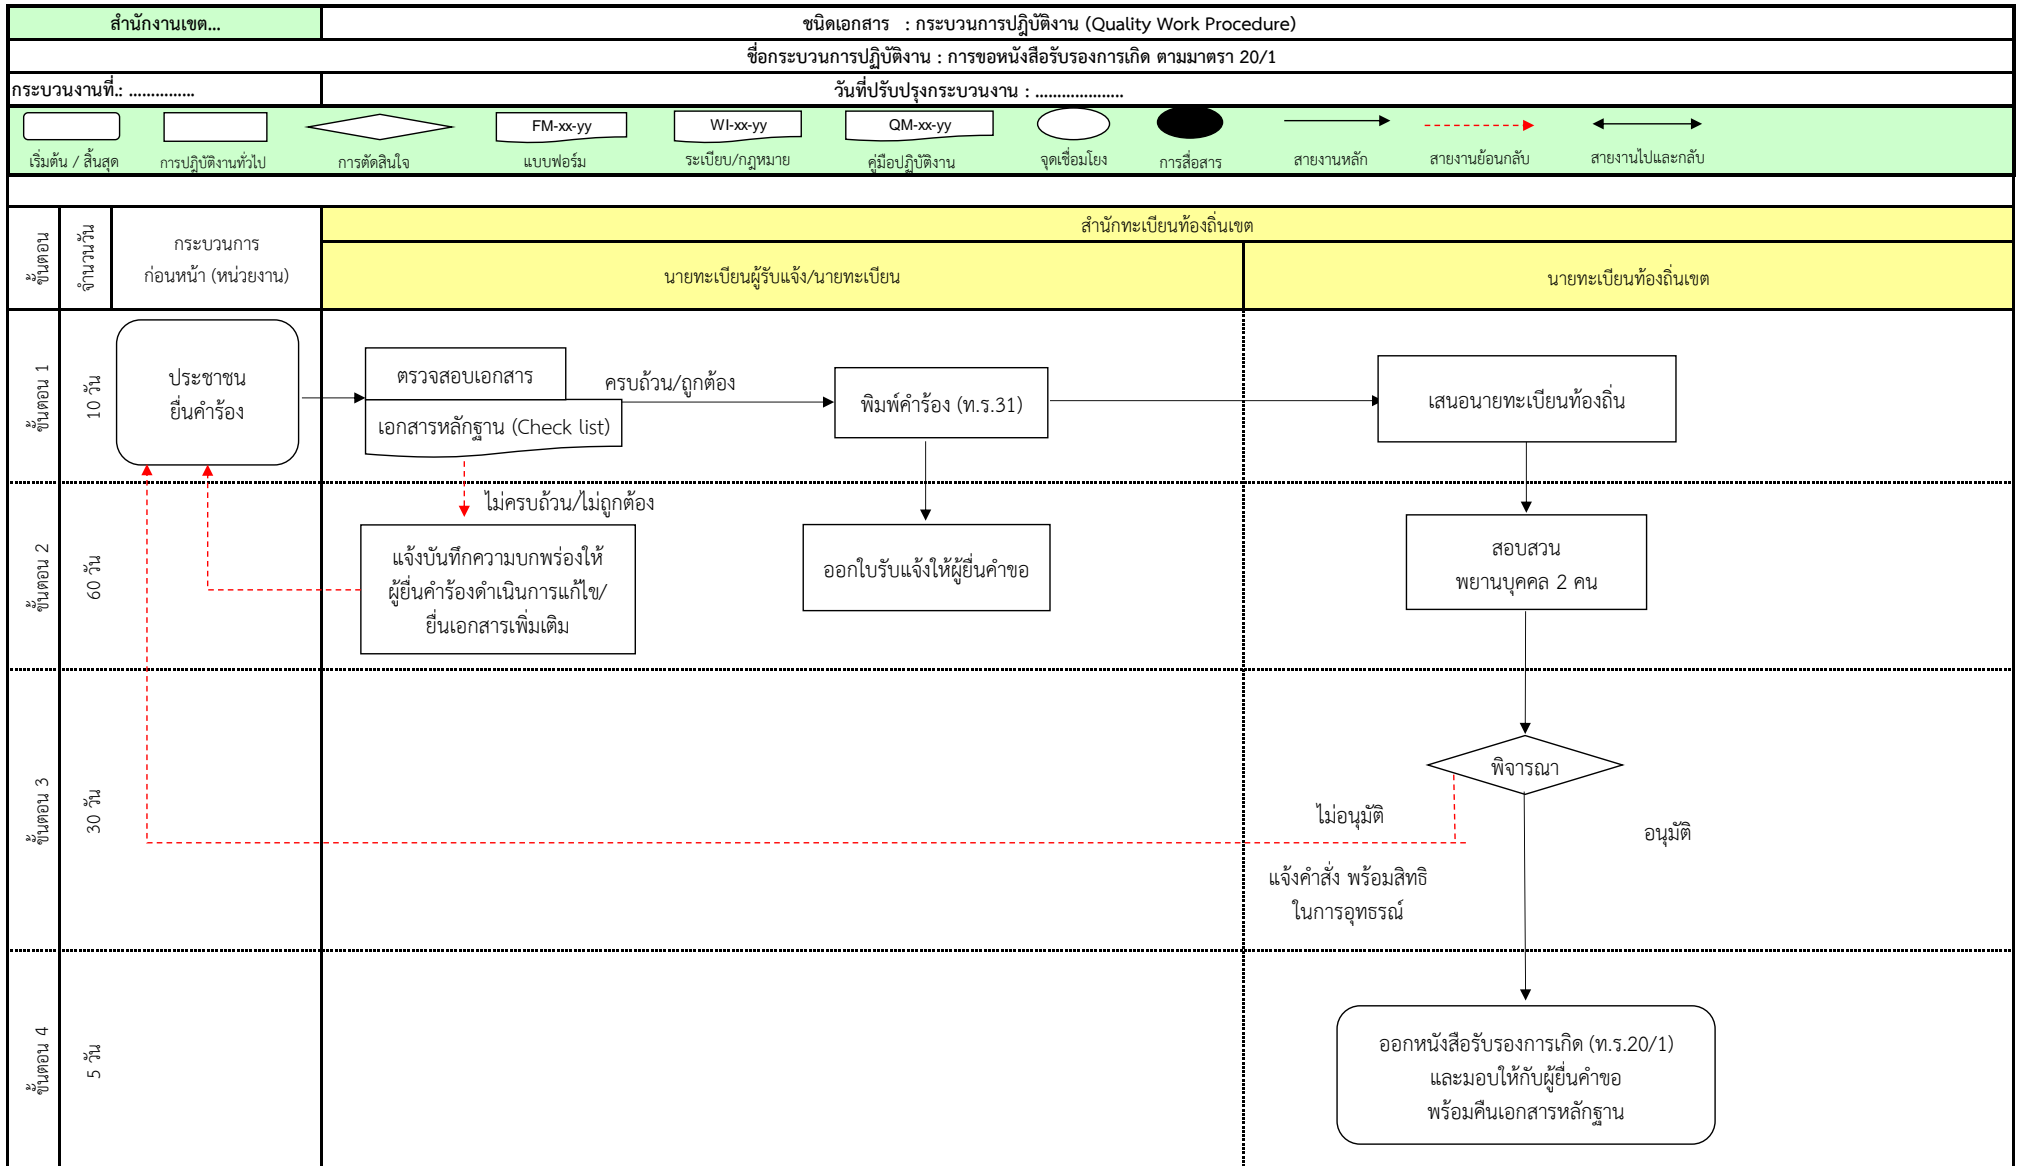 สำนักงานเขต...
ชนิดเอกสาร : กระบวนการปฏิบัติงาน (Quality Work Procedure)
ชื่อกระบวนการปฏิบัติงาน : การขอหนังสือรับรองการเกิด ตามมาตรา 20/1
กระบวนงานที่.: ...............
วันที่ปรับปรุงกระบวนงาน : ....................
FM-xx-yy
WI-xx-yy
QM-xx-yy
เริ่มต้น / สิ้นสุด
การปฏิบัติงานทั่วไป
การตัดสินใจ
แบบฟอร์ม
ระเบียบ/กฎหมาย
คู่มือปฏิบัติงาน
จุดเชื่อมโยง
การสื่อสาร
สายงานหลัก
สายงานย้อนกลับ
สายงานไปและกลับ
ขั้นตอน
จำนวนวัน
กระบวนการ
ก่อนหน้า (หน่วยงาน)
สำนักทะเบียนท้องถิ่นเขต
นายทะเบียนผู้รับแจ้ง/นายทะเบียน
นายทะเบียนท้องถิ่นเขต
ขั้นตอน 1
10 วัน
ประชาชน
ยื่นคำร้อง
ตรวจสอบเอกสาร
เอกสารหลักฐาน (Check list)
ครบถ้วน/ถูกต้อง
พิมพ์คำร้อง (ท.ร.31)
เสนอนายทะเบียนท้องถิ่น
ขั้นตอน 2
60 วัน
ไม่ครบถ้วน/ไม่ถูกต้อง
แจ้งบันทึกความบกพร่องให้
ผู้ยื่นคำร้องดำเนินการแก้ไข/
ยื่นเอกสารเพิ่มเติม
ออกใบรับแจ้งให้ผู้ยื่นคำขอ
สอบสวน
พยานบุคคล 2 คน
ขั้นตอน 3
30 วัน
พิจารณา
ไม่อนุมัติ
อนุมัติ
แจ้งคำสั่ง พร้อมสิทธิ
ในการอุทธรณ์
ขั้นตอน 4
5 วัน
ออกหนังสือรับรองการเกิด (ท.ร.20/1)
และมอบให้กับผู้ยื่นคำขอ
พร้อมคืนเอกสารหลักฐาน